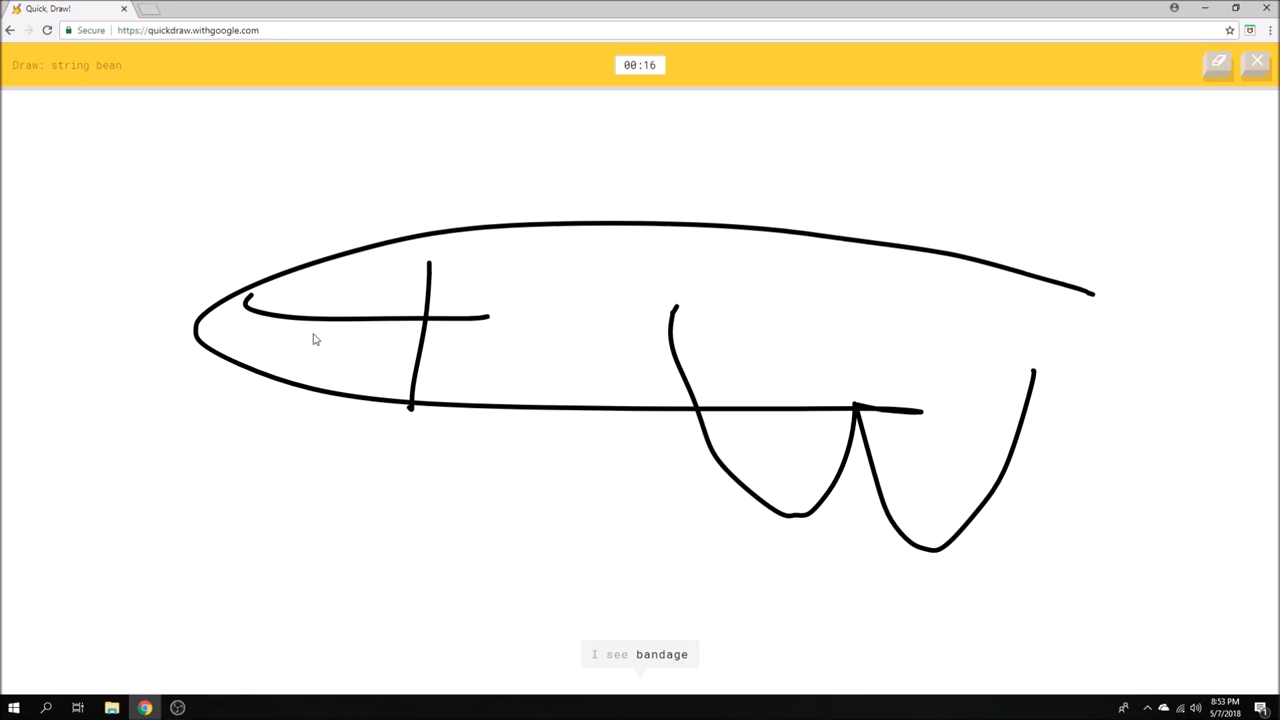 Quick, Draw!
Secure
https://quickdraw.withgoogle.com
Draw: string bean
00:16
I see bandage
8:53 PM
5/7/2018
1